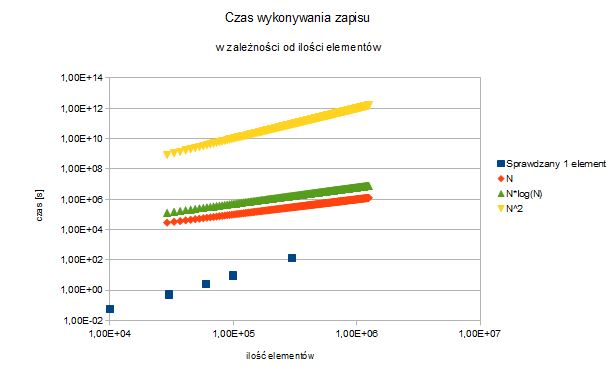 Czas wykonywania zapisu
w zależności od ilości elementów
1,00E+14
1,00E+12
1,00E+10
1,00E+08
1,00E+06
1,00E+04
1,00E+02
1,00E+00
1,00E-02
czas [s]
1,00E+04 1,00E+05 1,00E+06 1,00E+07
ilość elementów
Sprawdzany 1 element
N
N*log(N)
N^2